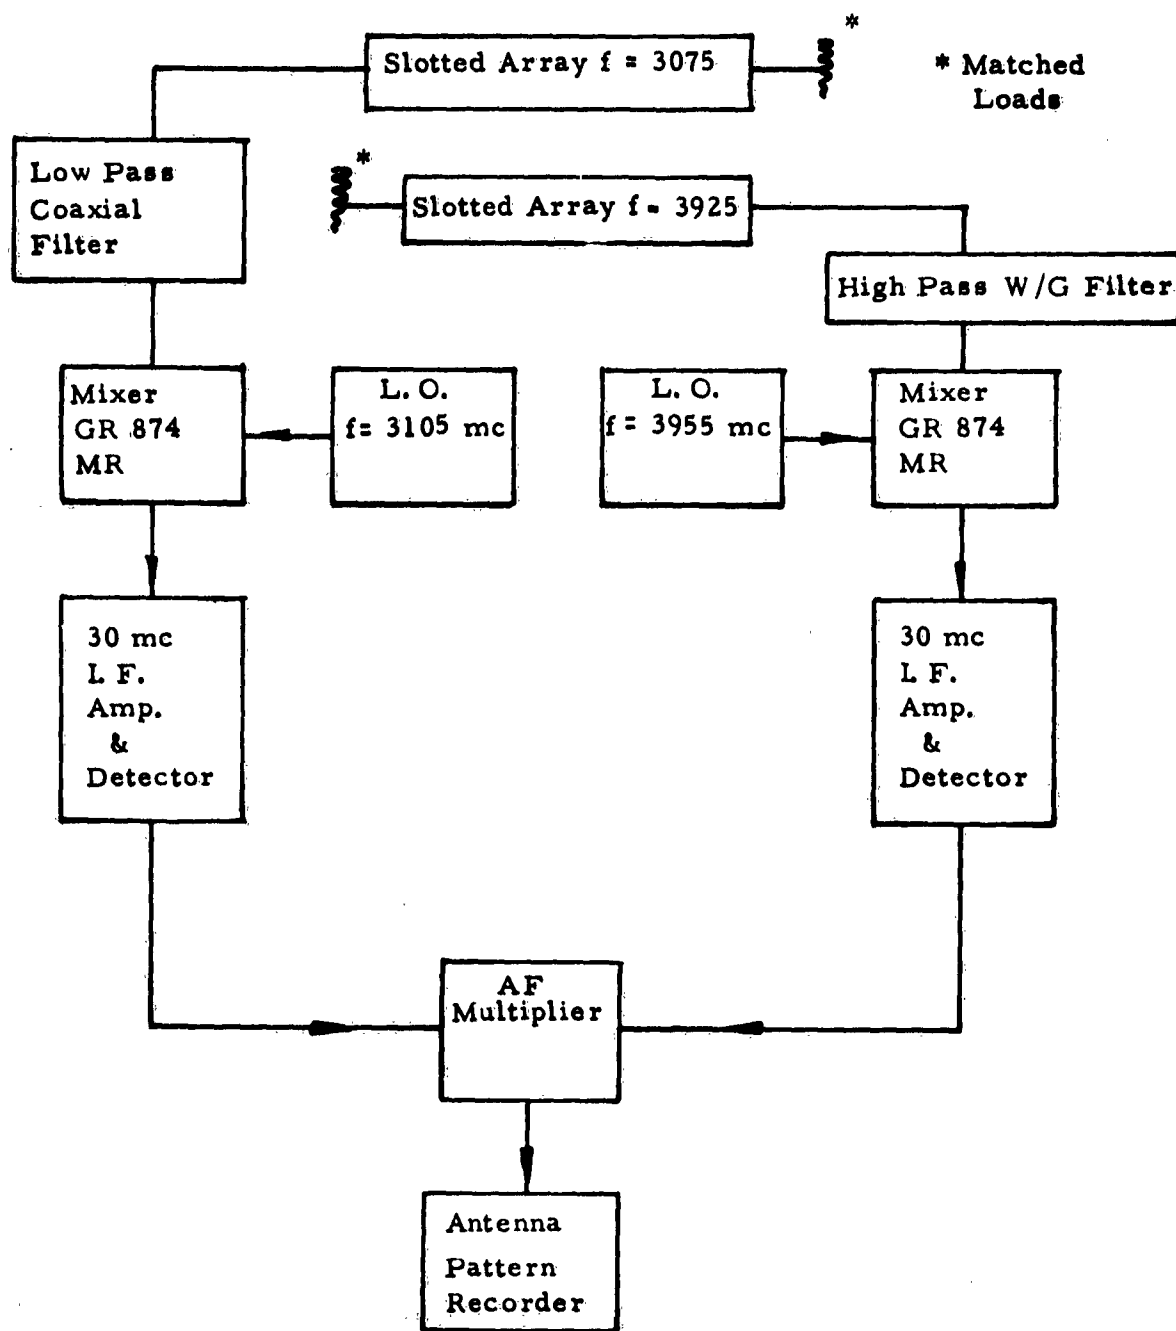 *
Slotted Array f = 3075
* Matched
Loads
Low Pass
Coaxial
Filter
*
Slotted Array f = 3925
High Pass W/G Filter
Mixer
GR 874
MR
L. O.
f = 3105 mc
L. O.
f = 3955 mc
Mixer
GR 874
MR
30 mc
I. F.
Amp.
&
Detector
30 mc
I. F.
Amp.
&
Detector
AF
Multiplier
Antenna
Pattern
Recorder